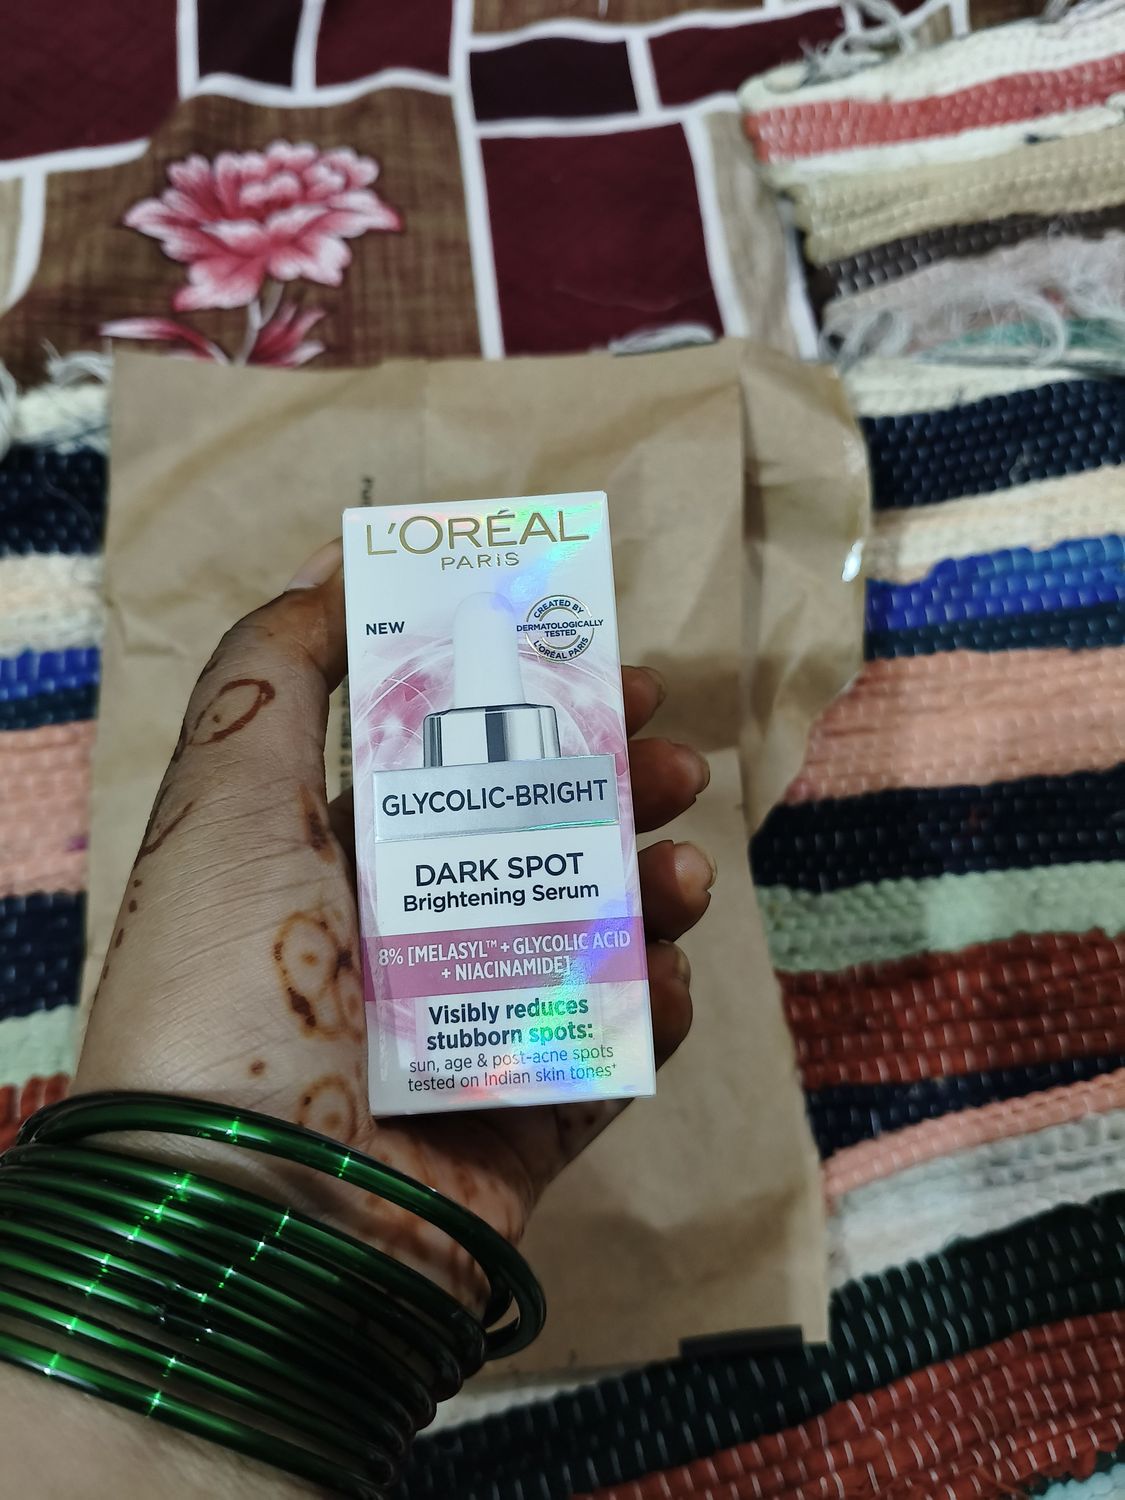 L'ORÉAL
PARIS
NEW
CREATED BY
DERMATOLOGICALLY
TESTED
L'ORÉAL PARIS
GLYCOLIC-BRIGHT
DARK SPOT
Brightening Serum
8% [MELASYL™ + GLYCOLIC ACID
+ NIACINAMIDE]
Visibly reduces
stubborn spots:
sun, age & post-acne spots
tested on Indian skin tones⁺